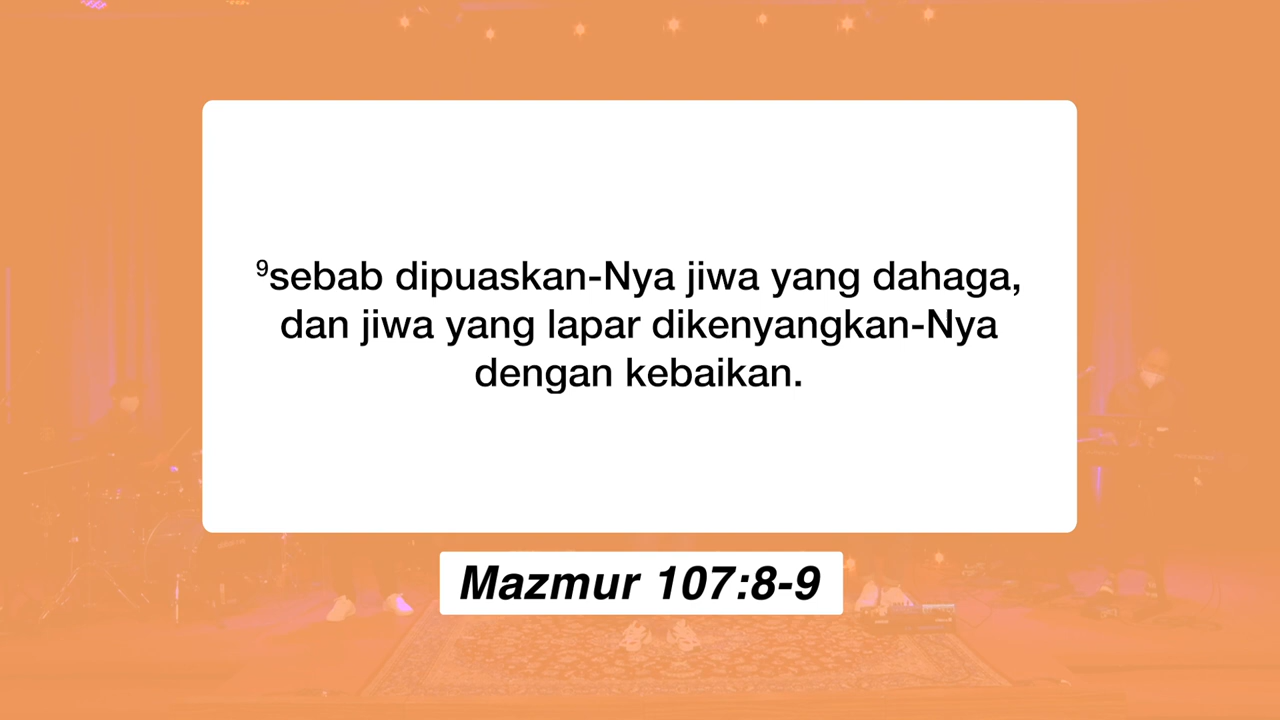 ⁹sebab dipuaskan-Nya jiwa yang dahaga,
dan jiwa yang lapar dikenyangkan-Nya
dengan kebaikan.
Mazmur 107:8-9